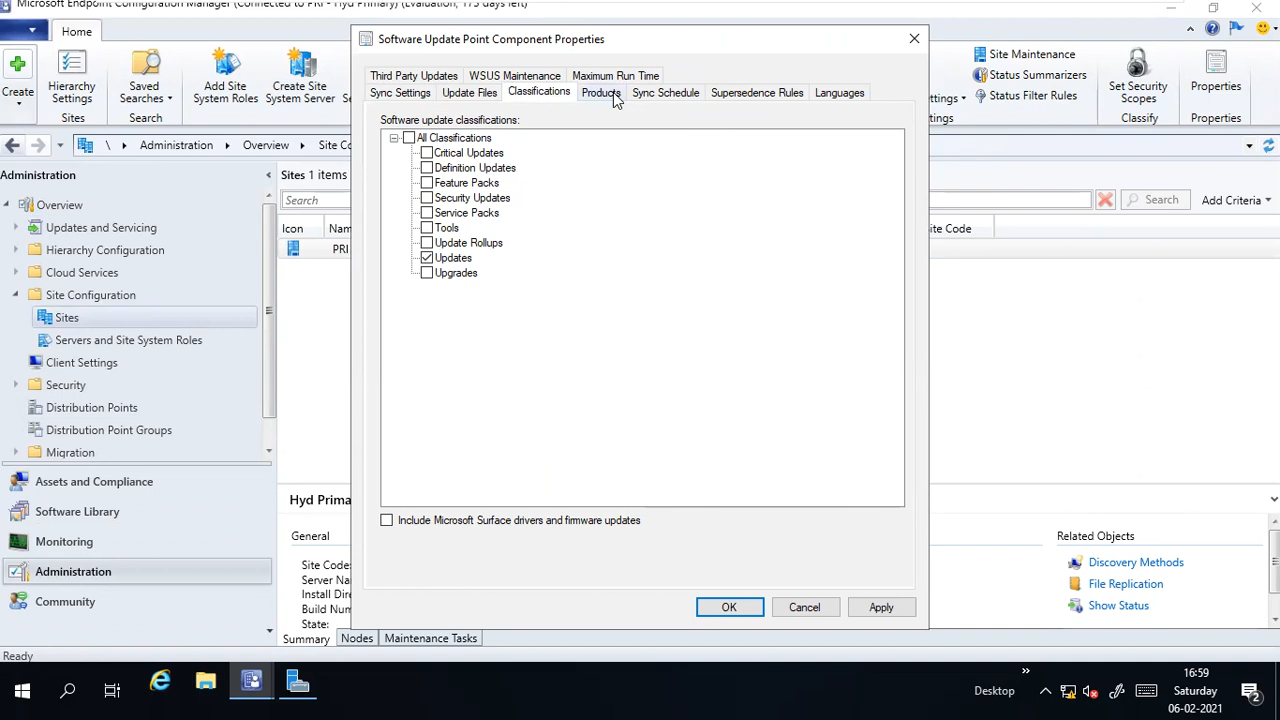 Microsoft Endpoint Configuration Manager (Connected to PRI - Hyd Primary) (Evaluation, 175 days left)
Home
Create
Hierarchy Settings
Saved Searches
Add Site System Roles
Create Site System Server
Sites
Search
Software Update Point Component Properties
Third Party Updates
WSUS Maintenance
Maximum Run Time
Sync Settings
Update Files
Classifications
Products
Sync Schedule
Supersedence Rules
Languages
Site Maintenance
Status Summarizers
Status Filter Rules
Set Security Scopes
Classify
Properties
Properties
\
Administration
Overview
Site Co
Administration
Overview
Updates and Servicing
Hierarchy Configuration
Cloud Services
Site Configuration
Sites
Servers and Site System Roles
Client Settings
Security
Distribution Points
Distribution Point Groups
Migration
Assets and Compliance
Software Library
Monitoring
Administration
Community
Sites 1 items
Search
Search
Add Criteria
Icon
Nam
PRI
Software update classifications:
All Classifications
Critical Updates
Definition Updates
Feature Packs
Security Updates
Service Packs
Tools
Update Rollups
Updates
Upgrades
Include Microsoft Surface drivers and firmware updates
OK
Cancel
Apply
Hyd Prima
General
Site Code:
Server Nam
Install Dire
Build Num
State:
Related Objects
Discovery Methods
File Replication
Show Status
Summary
Nodes
Maintenance Tasks
Ready
Desktop
16:59
Saturday
06-02-2021
2